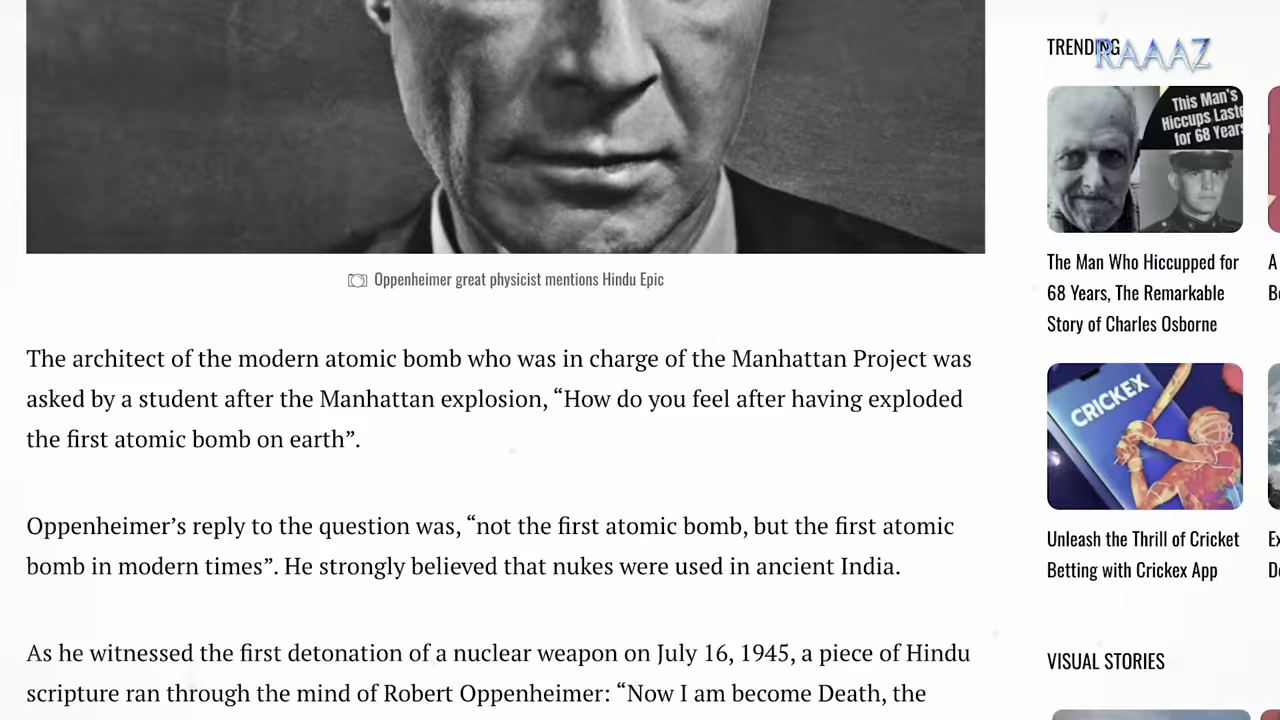 TRENDING
RAAAZ
This Man's
Hiccups Laste
for 68 Years
Oppenheimer great physicist mentions Hindu Epic
The Man Who Hiccupped for
68 Years, The Remarkable
Story of Charles Osborne
A
Be
The architect of the modern atomic bomb who was in charge of the Manhattan Project was
asked by a student after the Manhattan explosion, “How do you feel after having exploded
the first atomic bomb on earth”.
CRICKEX
Oppenheimer’s reply to the question was, “not the first atomic bomb, but the first atomic
bomb in modern times”. He strongly believed that nukes were used in ancient India.
Unleash the Thrill of Cricket
Betting with Crickex App
Ex
De
As he witnessed the first detonation of a nuclear weapon on July 16, 1945, a piece of Hindu
scripture ran through the mind of Robert Oppenheimer: “Now I am become Death, the
VISUAL STORIES